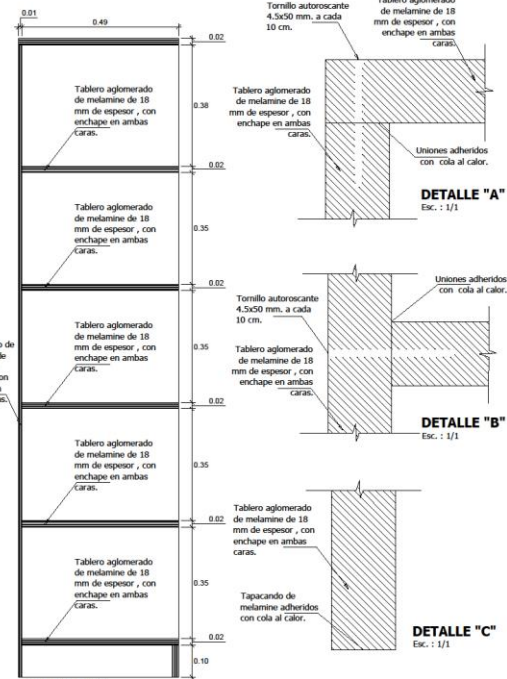 0.01
0.49
0.02
Tablero aglomerado
de melamine de 18
mm de espesor , con
enchape en ambas
caras.
0.38
0.02
Tablero aglomerado
de melamine de 18
mm de espesor , con
enchape en ambas
caras.
0.35
0.02
Tablero aglomerado
de melamine de 18
mm de espesor , con
enchape en ambas
caras.
0.35
0.02
Tablero aglomerado
de melamine de 18
mm de espesor , con
enchape en ambas
caras.
0.35
0.02
Tablero aglomerado
de melamine de 18
mm de espesor , con
enchape en ambas
caras.
0.35
0.02
0.10
Tornillo autoroscante
4.5x50 mm. a cada
10 cm.
Tablero aglomerado
de melamine de 18
mm de espesor , con
enchape en ambas
caras.
Tablero aglomerado
de melamine de 18
mm de espesor , con
enchape en ambas
caras.
Uniones adheridos
con cola al calor.
DETALLE "A"
Esc. : 1/1
Uniones adheridos
con cola al calor.
Tornillo autoroscante
4.5x50 mm. a cada
10 cm.
Tablero aglomerado
de melamine de 18
mm de espesor , con
enchape en ambas
caras.
DETALLE "B"
Esc. : 1/1
Tablero aglomerado
de melamine de 18
mm de espesor , con
enchape en ambas
caras.
Tapacando de
melamine adheridos
con cola al calor.
DETALLE "C"
Esc. : 1/1